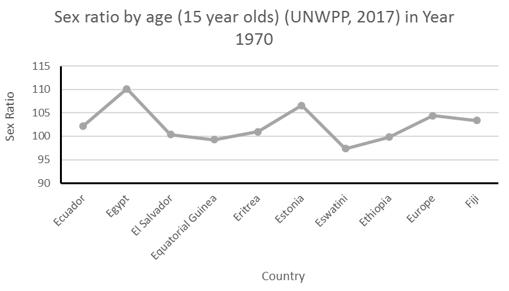 Sex ratio by age (15 year olds) (UNWPP, 2017) in Year
1970
115
110
105
100
95
90
Sex Ratio
Ecuador
Egypt
El Salvador
Equatorial Guinea
Eritrea
Estonia
Eswatini
Ethiopia
Europe
Fiji
Country